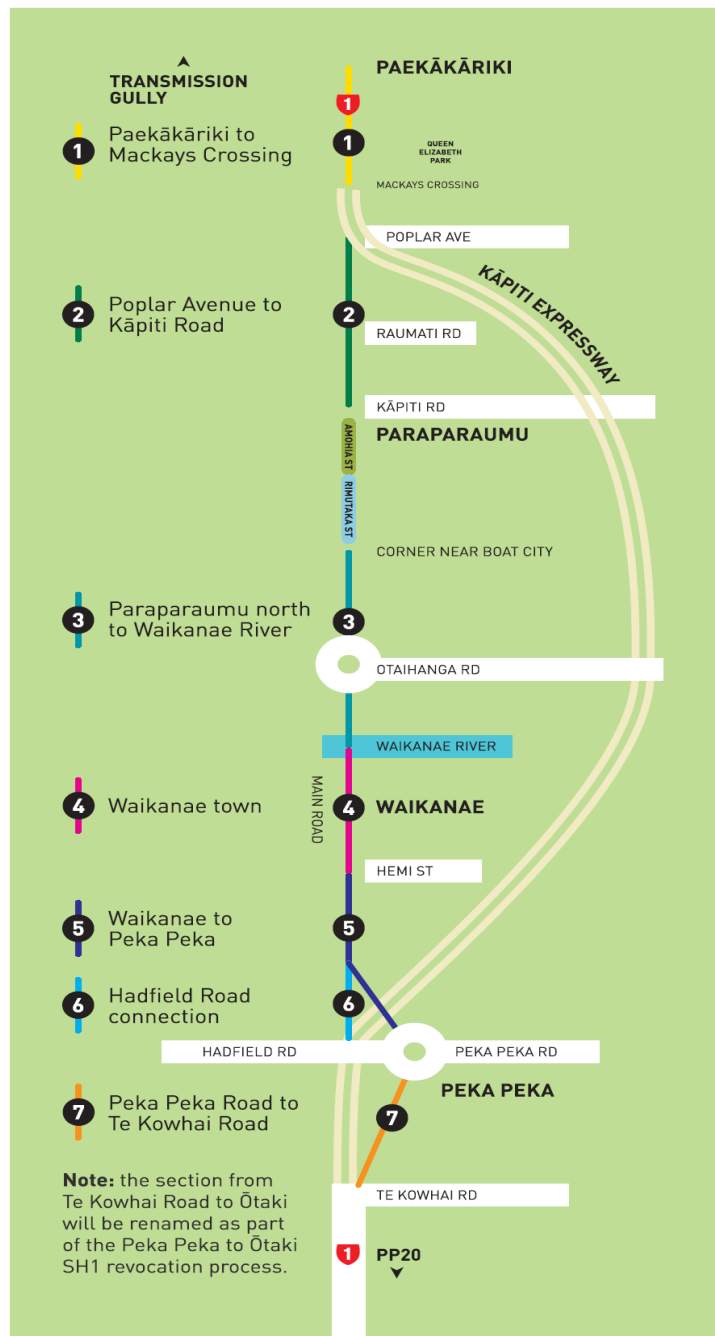 TRANSMISSION
GULLY
PAEKĀKĀRIKI
1
1
Paekākāriki to
Mackays Crossing
1
QUEEN
ELIZABETH
PARK
MACKAYS CROSSING
POPLAR AVE
KĀPITI EXPRESSWAY
2
Poplar Avenue to
Kāpiti Road
2
RAUMATI RD
KĀPITI RD
PARAPARAUMU
AMOHIA ST
RIMUTAKA ST
CORNER NEAR BOAT CITY
3
Paraparaumu north
to Waikanae River
3
OTAIHANGA RD
WAIKANAE RIVER
MAIN ROAD
4
Waikanae town
4
WAIKANAE
HEMI ST
5
Waikanae to
Peka Peka
5
6
Hadfield Road
connection
6
HADFIELD RD
PEKA PEKA RD
PEKA PEKA
7
Peka Peka Road to
Te Kowhai Road
7
Note: the section from
Te Kowhai Road to Ōtaki
will be renamed as part
of the Peka Peka to Ōtaki
SH1 revocation process.
TE KOWHAI RD
1
PP20